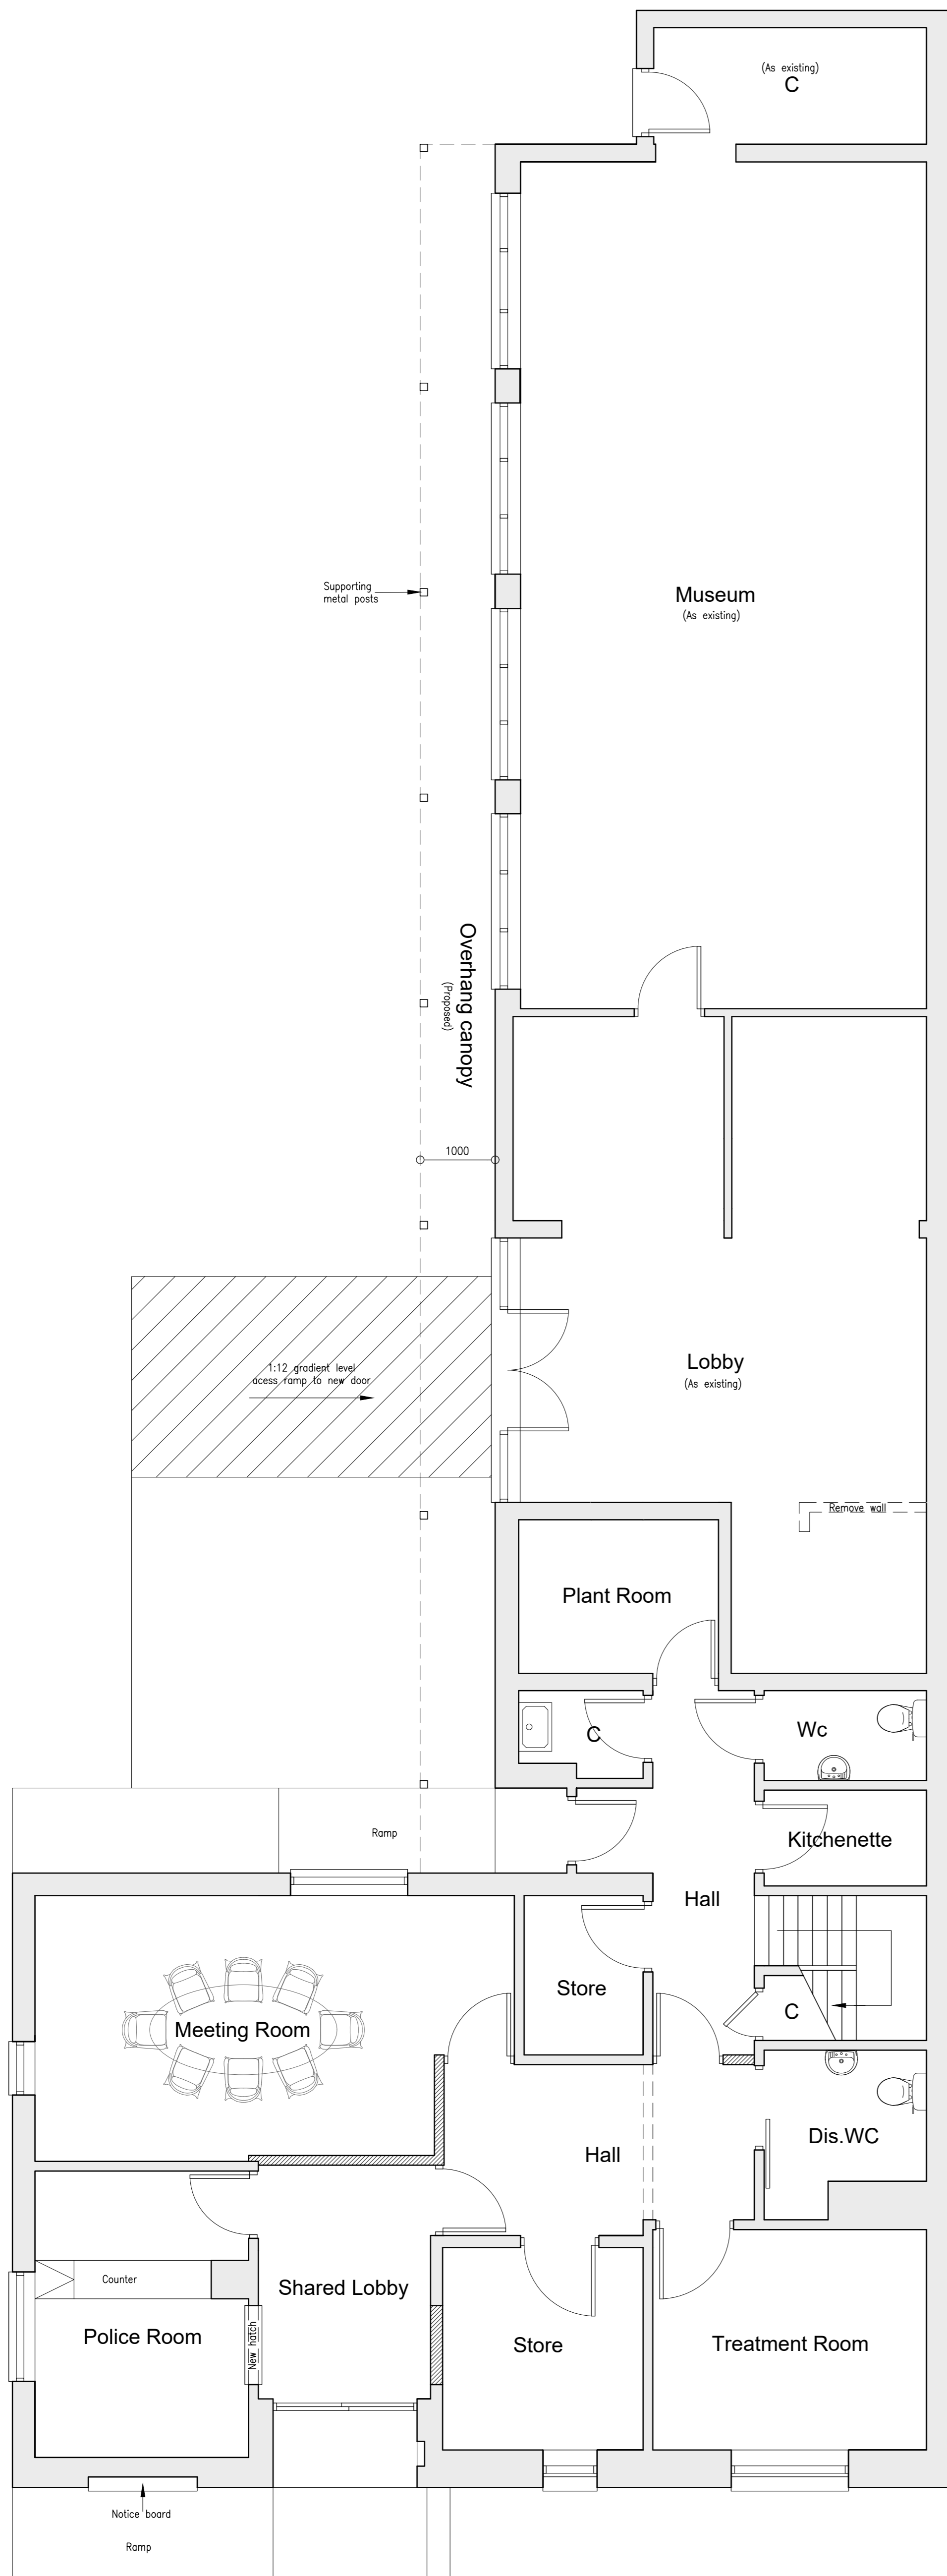 (As existing)
C
Supporting
metal posts
Museum
(As existing)
Overhang canopy
(Proposed)
1000
1:12 gradient level
acess ramp to new door
Lobby
(As existing)
Remove wall
Plant Room
C
Wc
Ramp
Kitchenette
Hall
Store
C
Meeting Room
Dis.WC
Hall
Counter
Shared Lobby
Police Room
New hatch
Store
Treatment Room
Notice board
Ramp